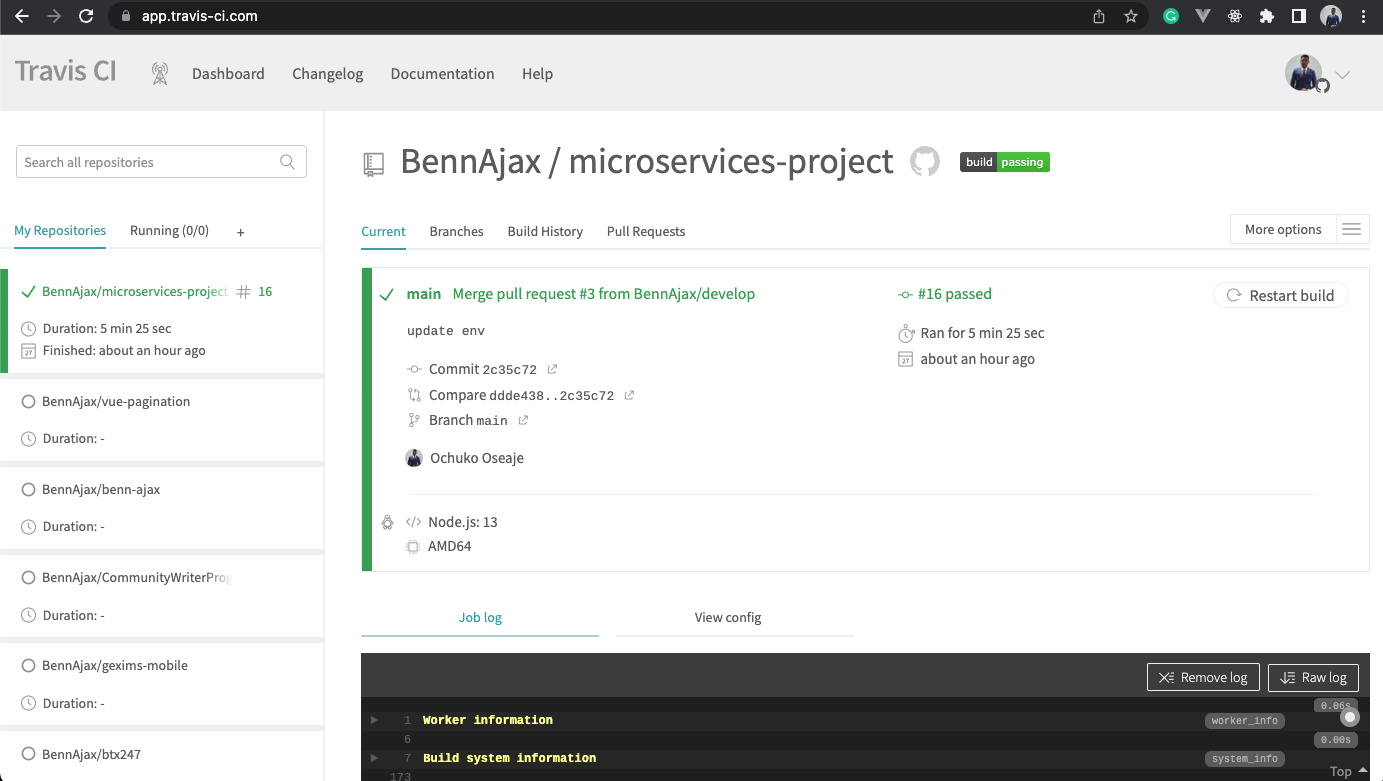 app.travis-ci.com
Travis CI
Dashboard
Changelog
Documentation
Help
Search all repositories
My Repositories
Running (0/0)
+
BennAjax/microservices-project # 16
Duration: 5 min 25 sec
Finished: about an hour ago
BennAjax/vue-pagination
Duration: -
BennAjax/benn-ajax
Duration: -
BennAjax/CommunityWriterProg
Duration: -
BennAjax/gexims-mobile
Duration: -
BennAjax/btx247
BennAjax / microservices-project
build passing
Current
Branches
Build History
Pull Requests
More options
main Merge pull request #3 from BennAjax/develop
update env
Commit 2c35c72
Compare ddde438..2c35c72
Branch main
Ochuko Oseaje
#16 passed
Ran for 5 min 25 sec
about an hour ago
Restart build
</> Node.js: 13
AMD64
Job log
View config
Remove log
Raw log
0.06s
1 Worker information worker_info
6 0.00s
7 Build system information system_info
173
Top